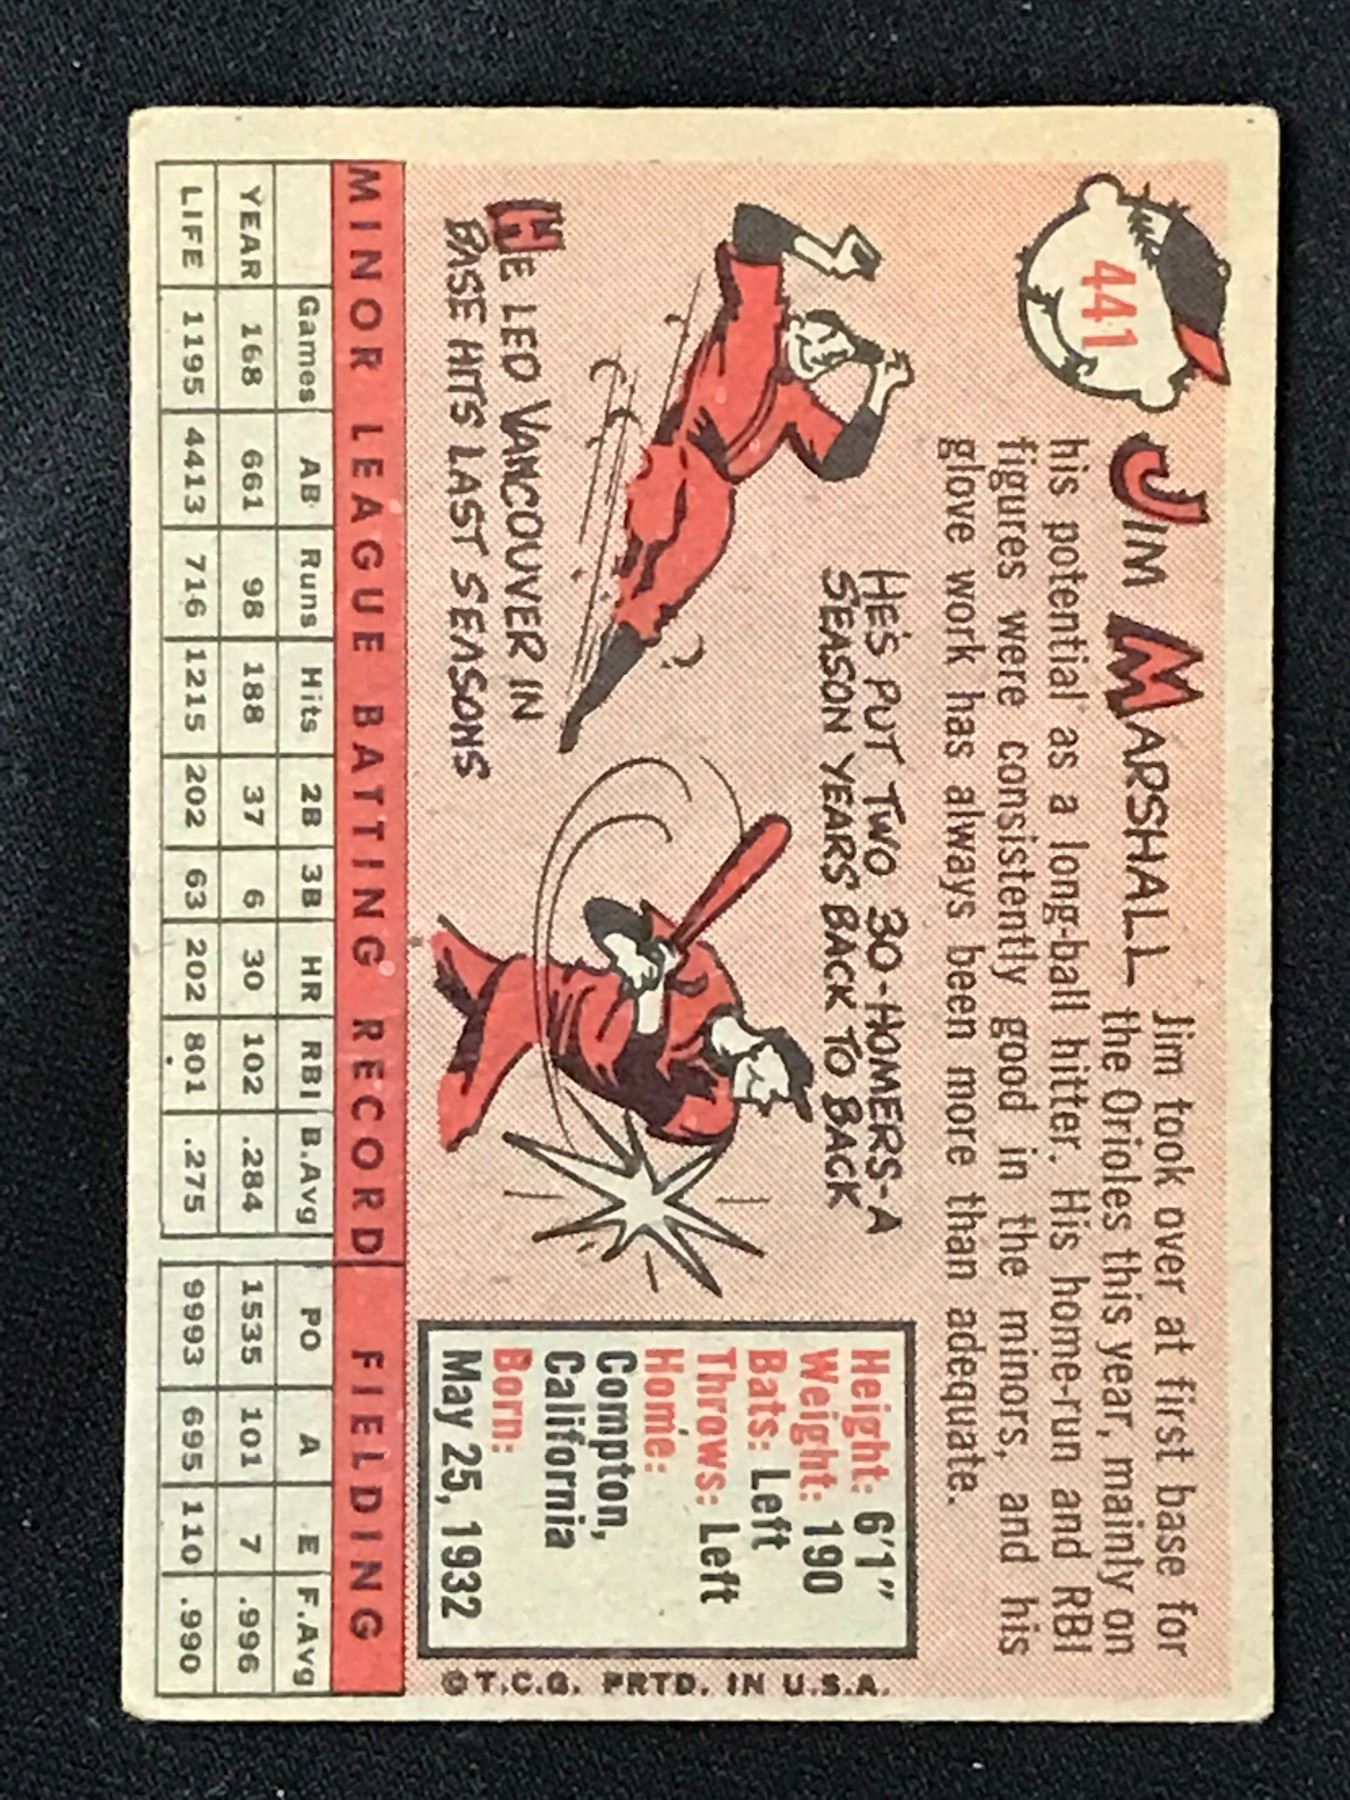 441
JIM MARSHALL
Jim took over at first base for
the Orioles this year, mainly on
his potential as a long-ball hitter. His home-run and RBI
figures were consistently good in the minors, and his
glove work has always been more than adequate.
HE'S PUT TWO 30-HOMERS-A
SEASON YEARS BACK TO BACK
HE LED VANCOUVER IN
BASE HITS LAST SEASONS
Height: 6'1"
Weight: 190
Bats: Left
Throws: Left
Home:
Compton,
California
Born:
May 25, 1932
©T.C.G. PRTD. IN U.S.A.
MINOR LEAGUE BATTING RECORD FIELDING
Games AB Runs Hits 2B 3B HR RBI B.Avg PO A E F.Avg
YEAR 168 661 98 188 37 6 30 102 .284 1535 101 7 .996
LIFE 1195 4413 716 1215 202 63 202 801 .275 9993 695 110 .990